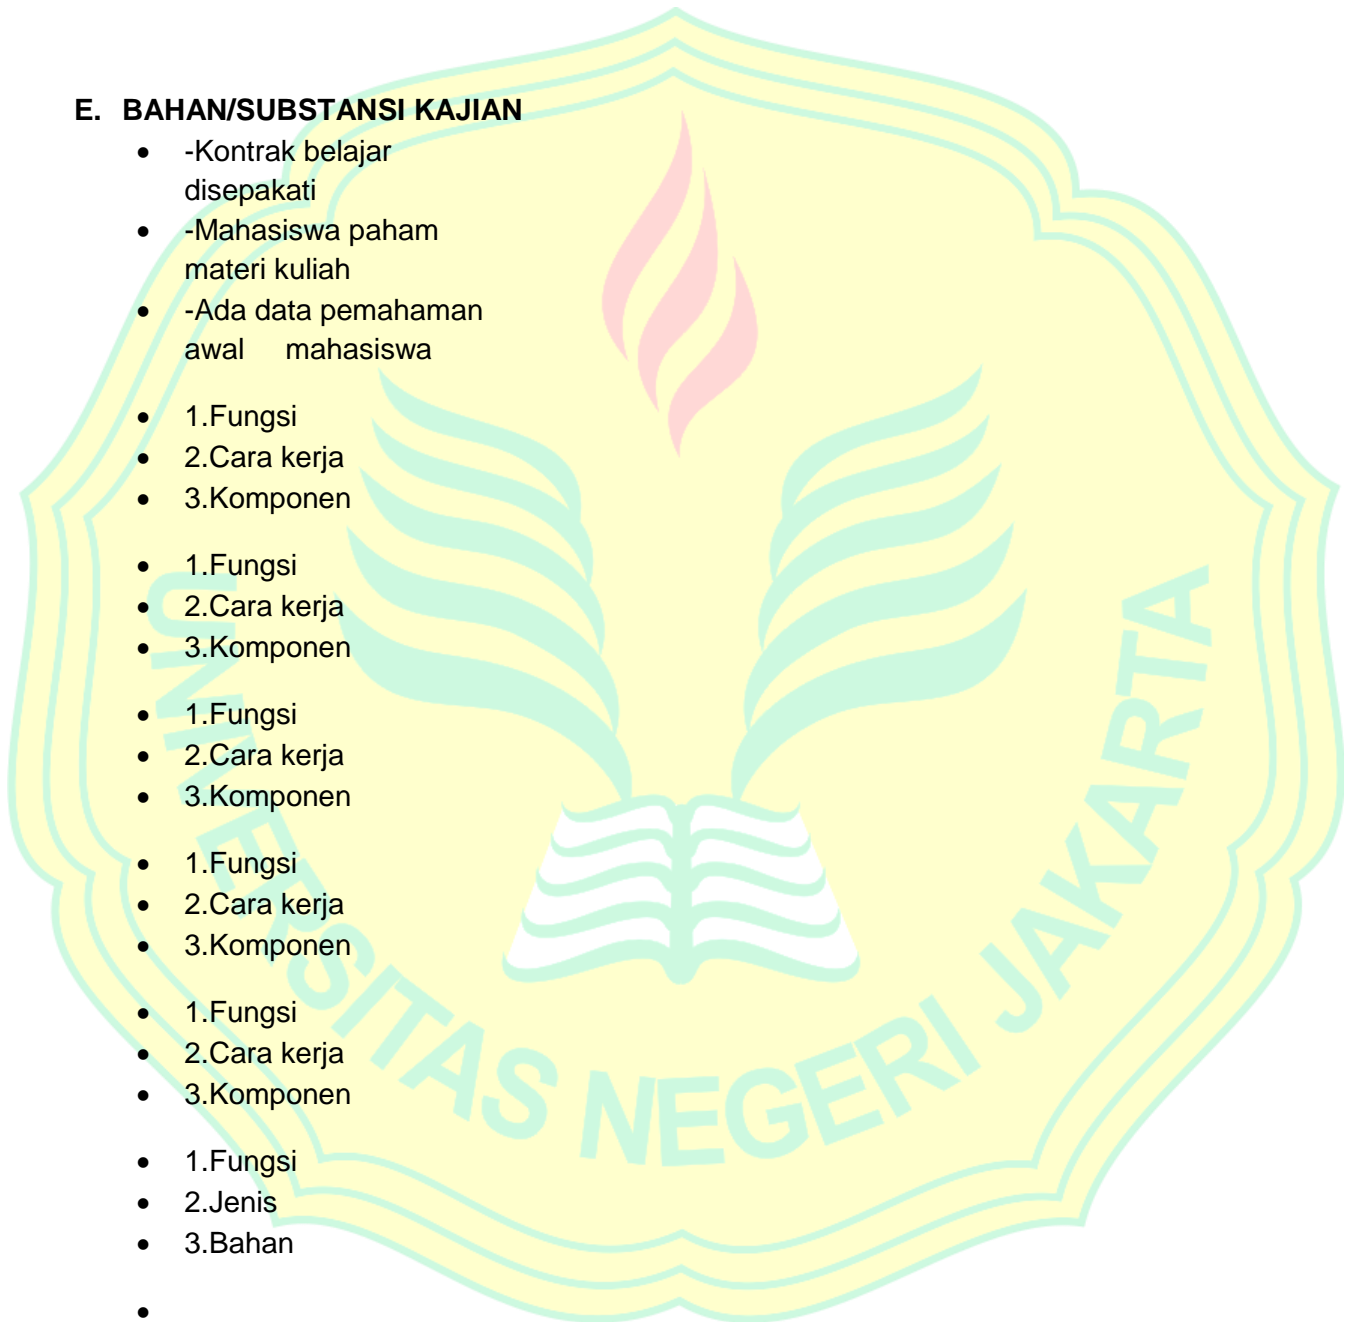 E. BAHAN/SUBSTANSI KAJIAN
• -Kontrak belajar
disepakati
• -Mahasiswa paham
materi kuliah
• -Ada data pemahaman
awal mahasiswa
• 1.Fungsi
• 2.Cara kerja
• 3.Komponen
• 1.Fungsi
• 2.Cara kerja
• 3.Komponen
• 1.Fungsi
• 2.Cara kerja
• 3.Komponen
• 1.Fungsi
• 2.Cara kerja
• 3.Komponen
• 1.Fungsi
• 2.Cara kerja
• 3.Komponen
• 1.Fungsi
• 2.Jenis
• 3.Bahan
•
UNIVERSITAS NEGERI JAKARTA